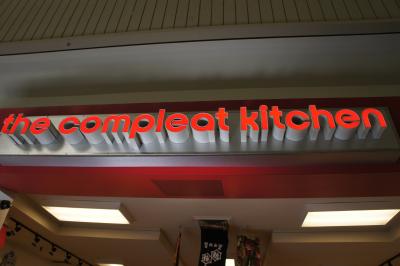 the compleat kitchen